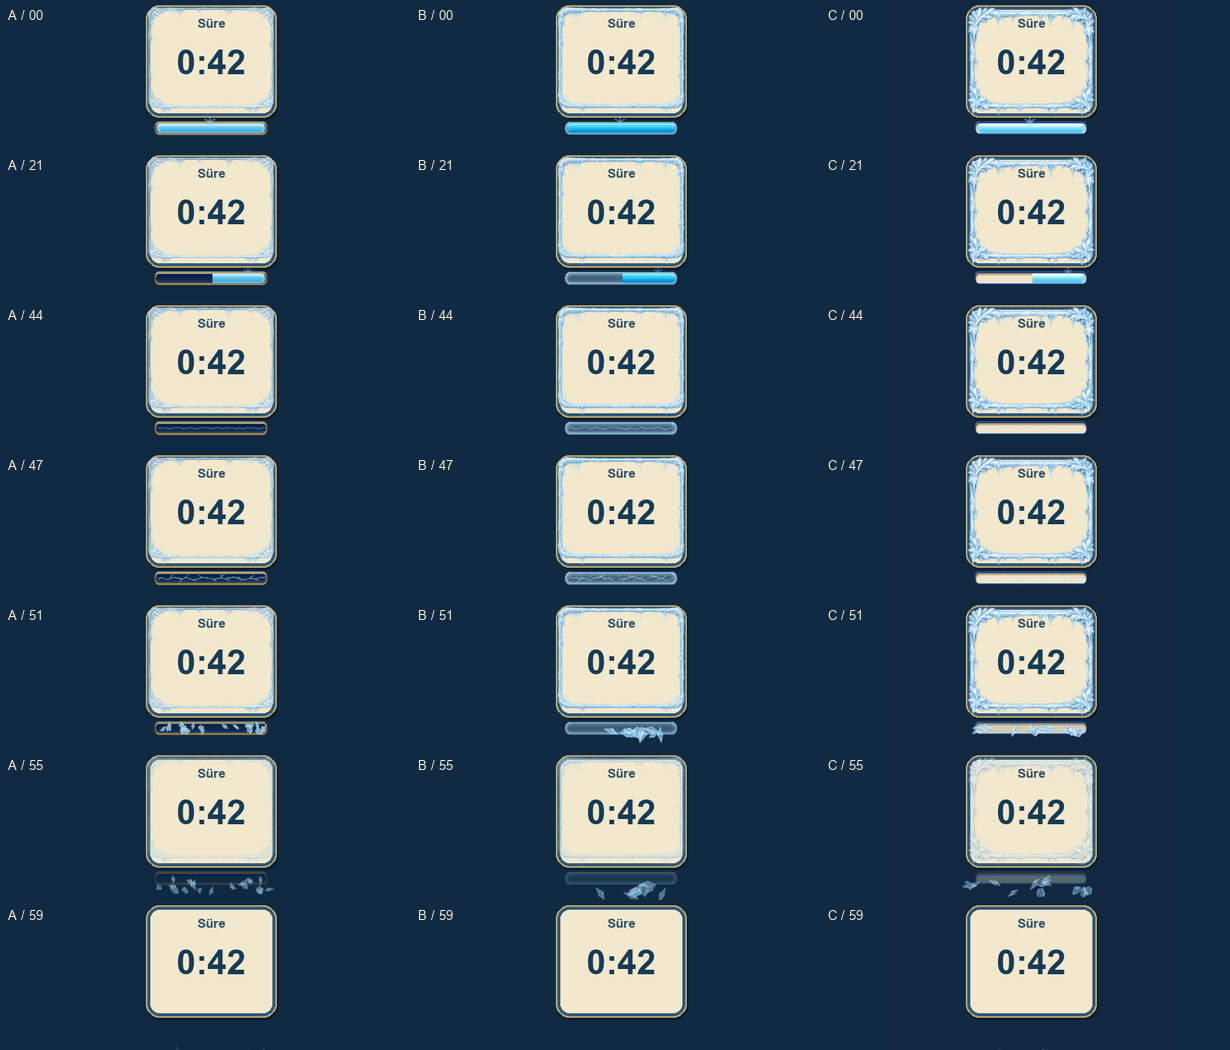 A / 00
Süre
0:42
B / 00
Süre
0:42
C / 00
Süre
0:42
A / 21
Süre
0:42
B / 21
Süre
0:42
C / 21
Süre
0:42
A / 44
Süre
0:42
B / 44
Süre
0:42
C / 44
Süre
0:42
A / 47
Süre
0:42
B / 47
Süre
0:42
C / 47
Süre
0:42
A / 51
Süre
0:42
B / 51
Süre
0:42
C / 51
Süre
0:42
A / 55
Süre
0:42
B / 55
Süre
0:42
C / 55
Süre
0:42
A / 59
Süre
0:42
B / 59
Süre
0:42
C / 59
Süre
0:42